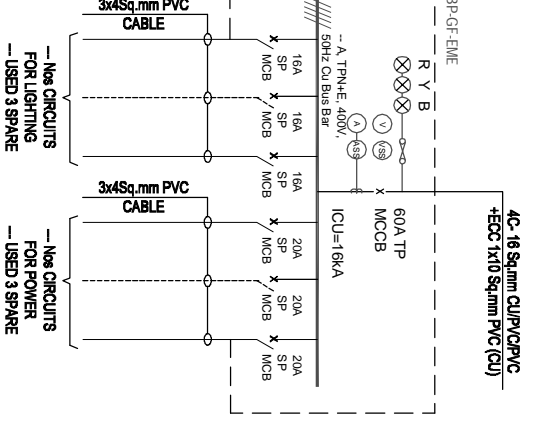 3x4Sq.mm PVC
CABLE
--- Nos CIRCUITS
FOR LIGHTING
--- USED 3 SPARE
16A
SP
MCB
16A
SP
MCB
16A
SP
MCB
-- A, TPN+E, 400V,
50Hz Cu Bus Bar
BP-GF-EME
R Y B
A
ASS
V
VSS
60A TP
MCCB
ICU=16kA
4C- 16 Sq.mm CU/PVC/PVC
+ECC 1x10 Sq.mm PVC (CU)
3x4Sq.mm PVC
CABLE
--- Nos CIRCUITS
FOR POWER
--- USED 3 SPARE
20A
SP
MCB
20A
SP
MCB
20A
SP
MCB